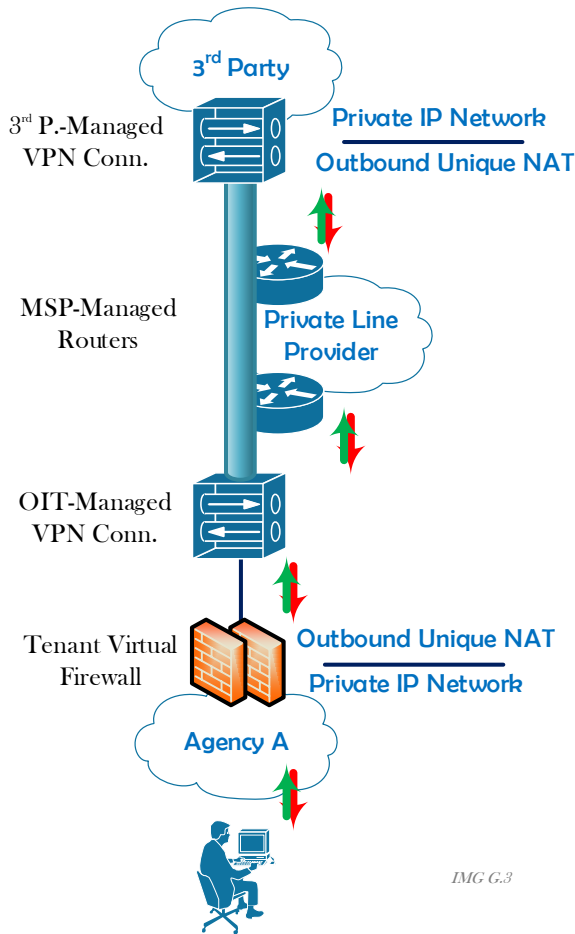 3rd Party
3rd P.-Managed
VPN Conn.
Private IP Network
Outbound Unique NAT
MSP-Managed
Routers
Private Line
Provider
OIT-Managed
VPN Conn.
Tenant Virtual
Firewall
Outbound Unique NAT
Private IP Network
Agency A
IMG G.3